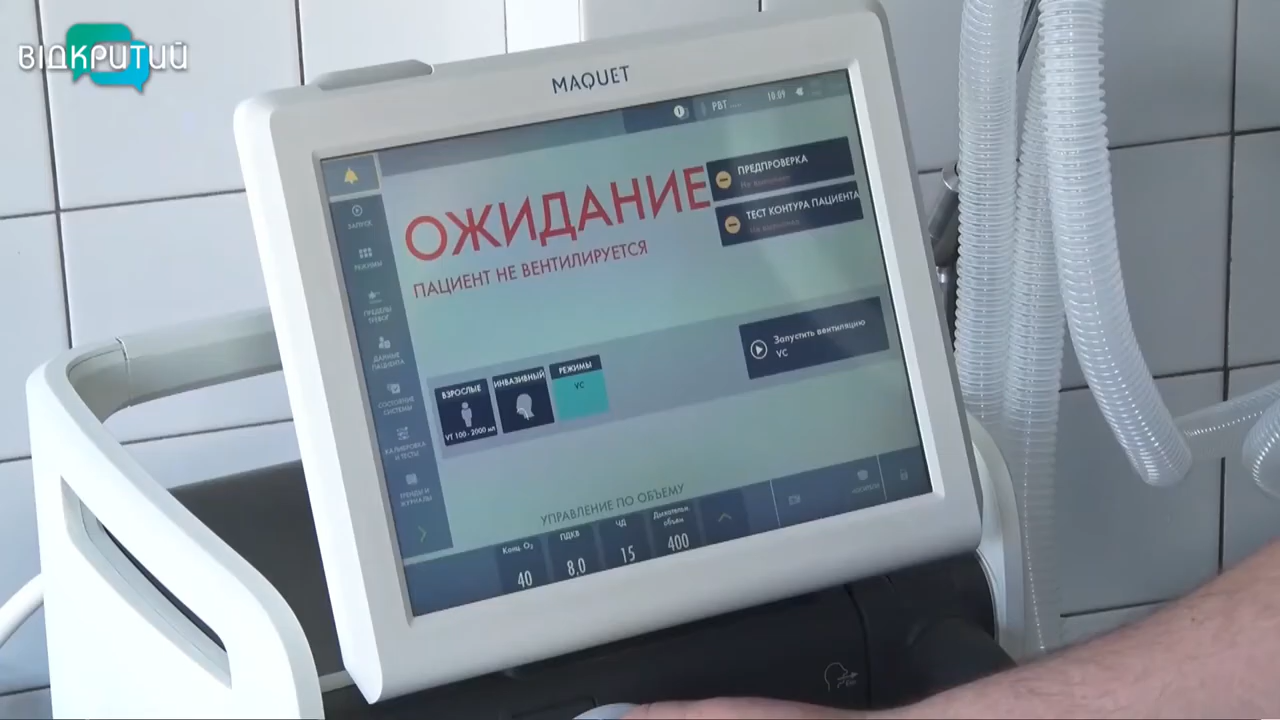 ВІДКРИТИЙ
MAQUET
РВТ ---
10.09
ОЖИДАНИЕ
ПАЦИЕНТ НЕ ВЕНТИЛИРУЕТСЯ
ПРЕДПРОВЕРКА
ТЕСТ КОНТУРА ПАЦИЕНТА
ЗАПУСК
РЕЖИМЫ
ПРЕДЕЛЫ
ТРЕВОГ
ДАННЫЕ
ПАЦИЕНТА
СОСТОЯНИЕ
СИСТЕМЫ
КАЛИБРОВКА
И ТЕСТЫ
ТРЕНДЫ И
ЖУРНАЛЫ
Запустить вентиляцию
VC
ВЗРОСЛЫЕ
VT 100 - 2000 мл
ИНВАЗИВНЫЙ
РЕЖИМЫ
VC
УПРАВЛЕНИЕ ПО ОБЪЕМУ
Конц. O2
40
ПДКВ
8,0
ЧД
15
Дыхательн.
объем
400